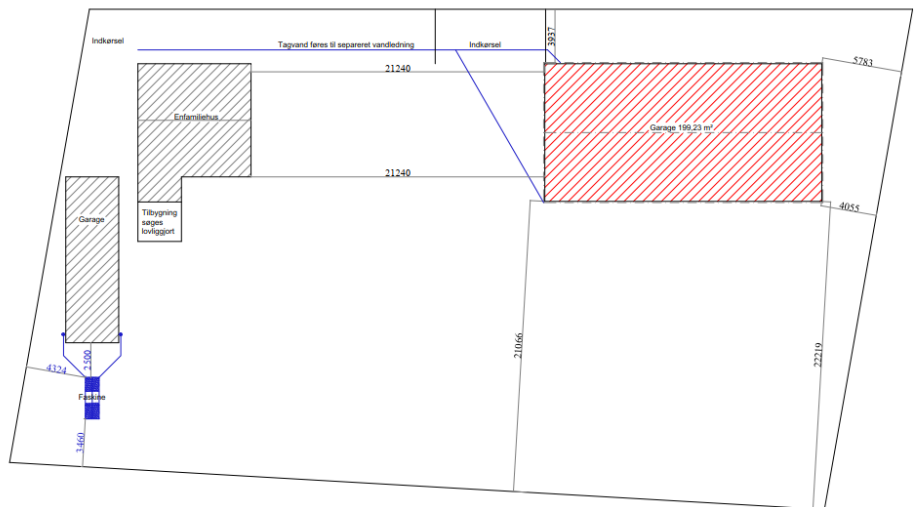 3937
Indkørsel
Tagvand føres til separeret vandledning
Indkørsel
5783
21240
Enfamiliehus
Garage 199,23 m².
21240
Tilbygning
søges
lovliggjort
Garage
4055
21066
22219
2500
4324
Faskine
3460